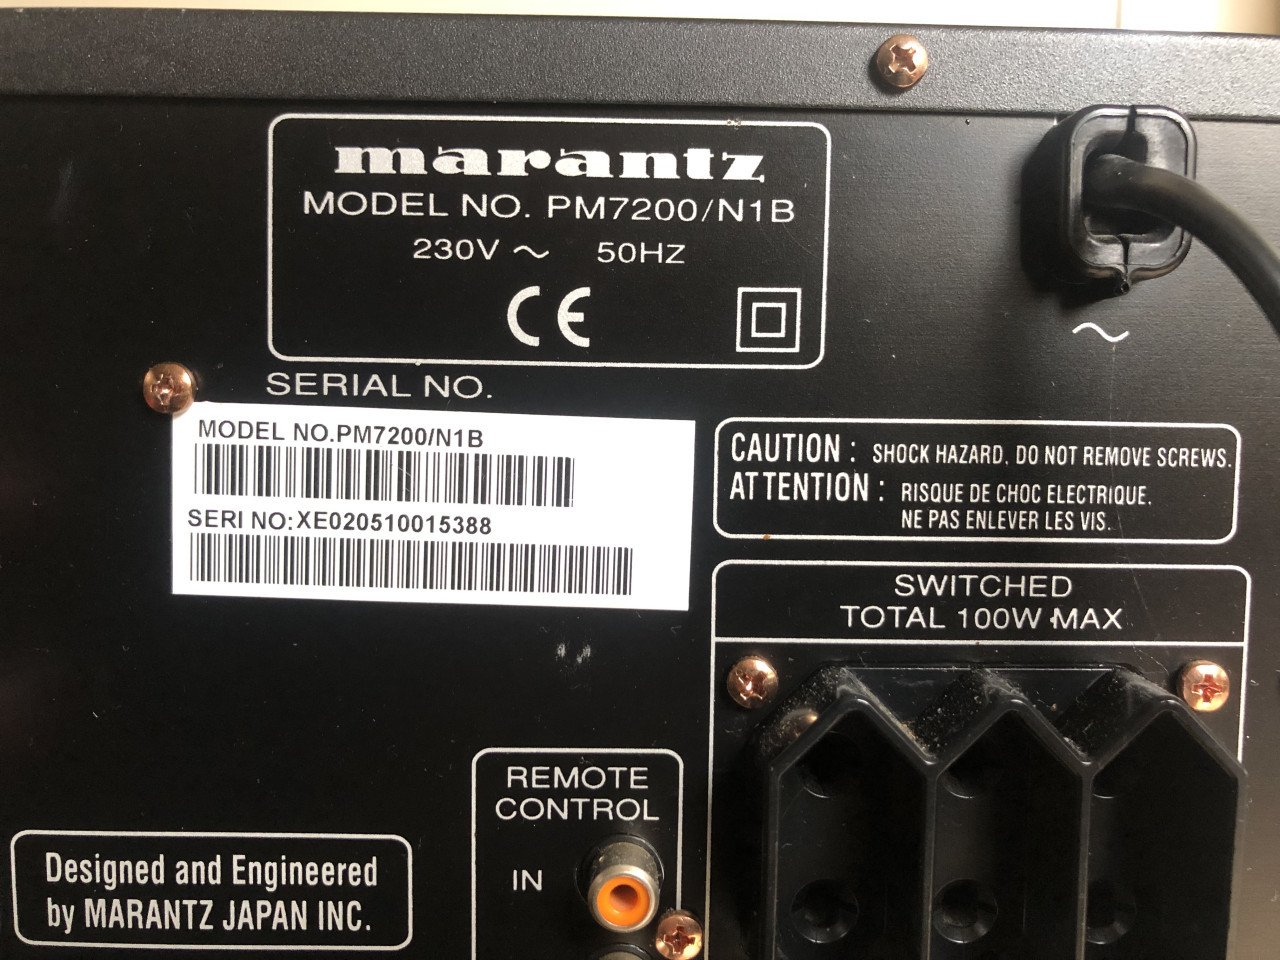 marantz
MODEL NO. PM7200/N1B
230V ~ 50HZ
CE
SERIAL NO.
MODEL NO.PM7200/N1B
SERI NO:XE020510015388
CAUTION : SHOCK HAZARD, DO NOT REMOVE SCREWS.
ATTENTION : RISQUE DE CHOC ELECTRIQUE.
NE PAS ENLEVER LES VIS.
SWITCHED
TOTAL 100W MAX
REMOTE
CONTROL
IN
Designed and Engineered
by MARANTZ JAPAN INC.